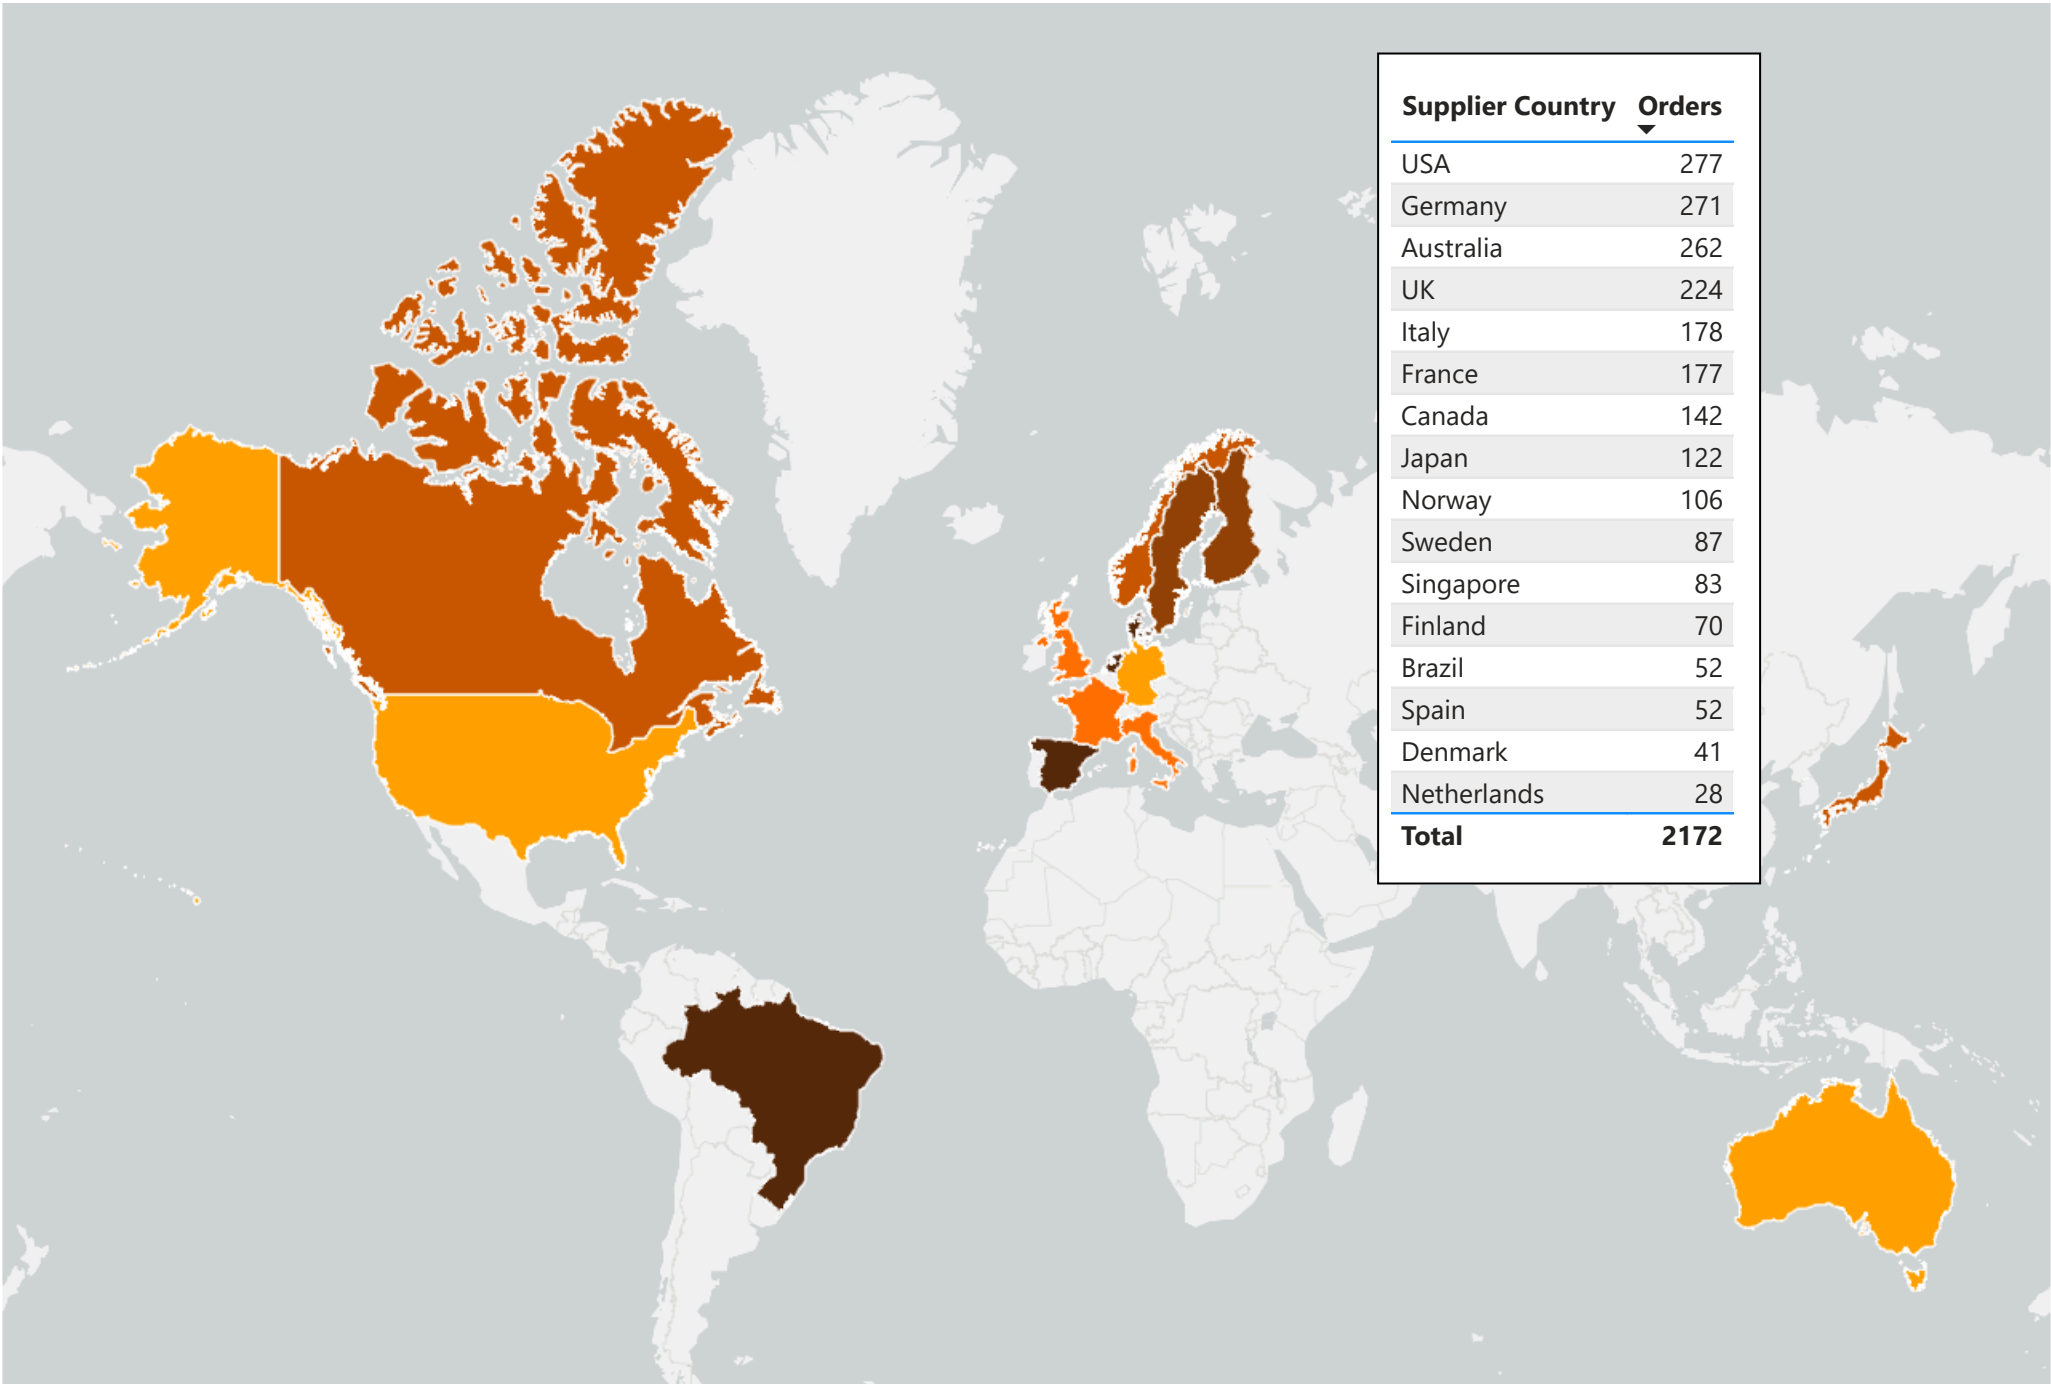 Supplier Country Orders
USA 277
Germany 271
Australia 262
UK 224
Italy 178
France 177
Canada 142
Japan 122
Norway 106
Sweden 87
Singapore 83
Finland 70
Brazil 52
Spain 52
Denmark 41
Netherlands 28
Total 2172